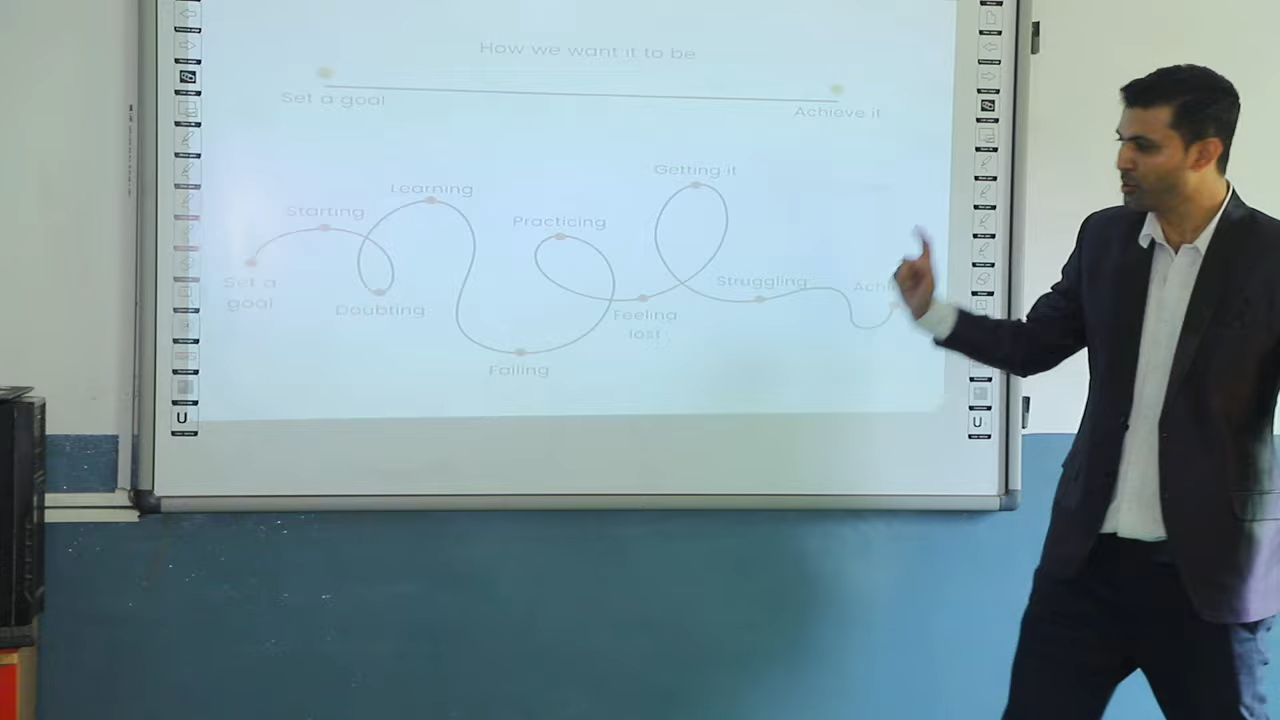 How we want it to be
Set a goal
Achieve it
Getting it
Learning
Starting
Practicing
Set a
goal
Doubting
Struggling
Feeling
lost
Failing
U
U